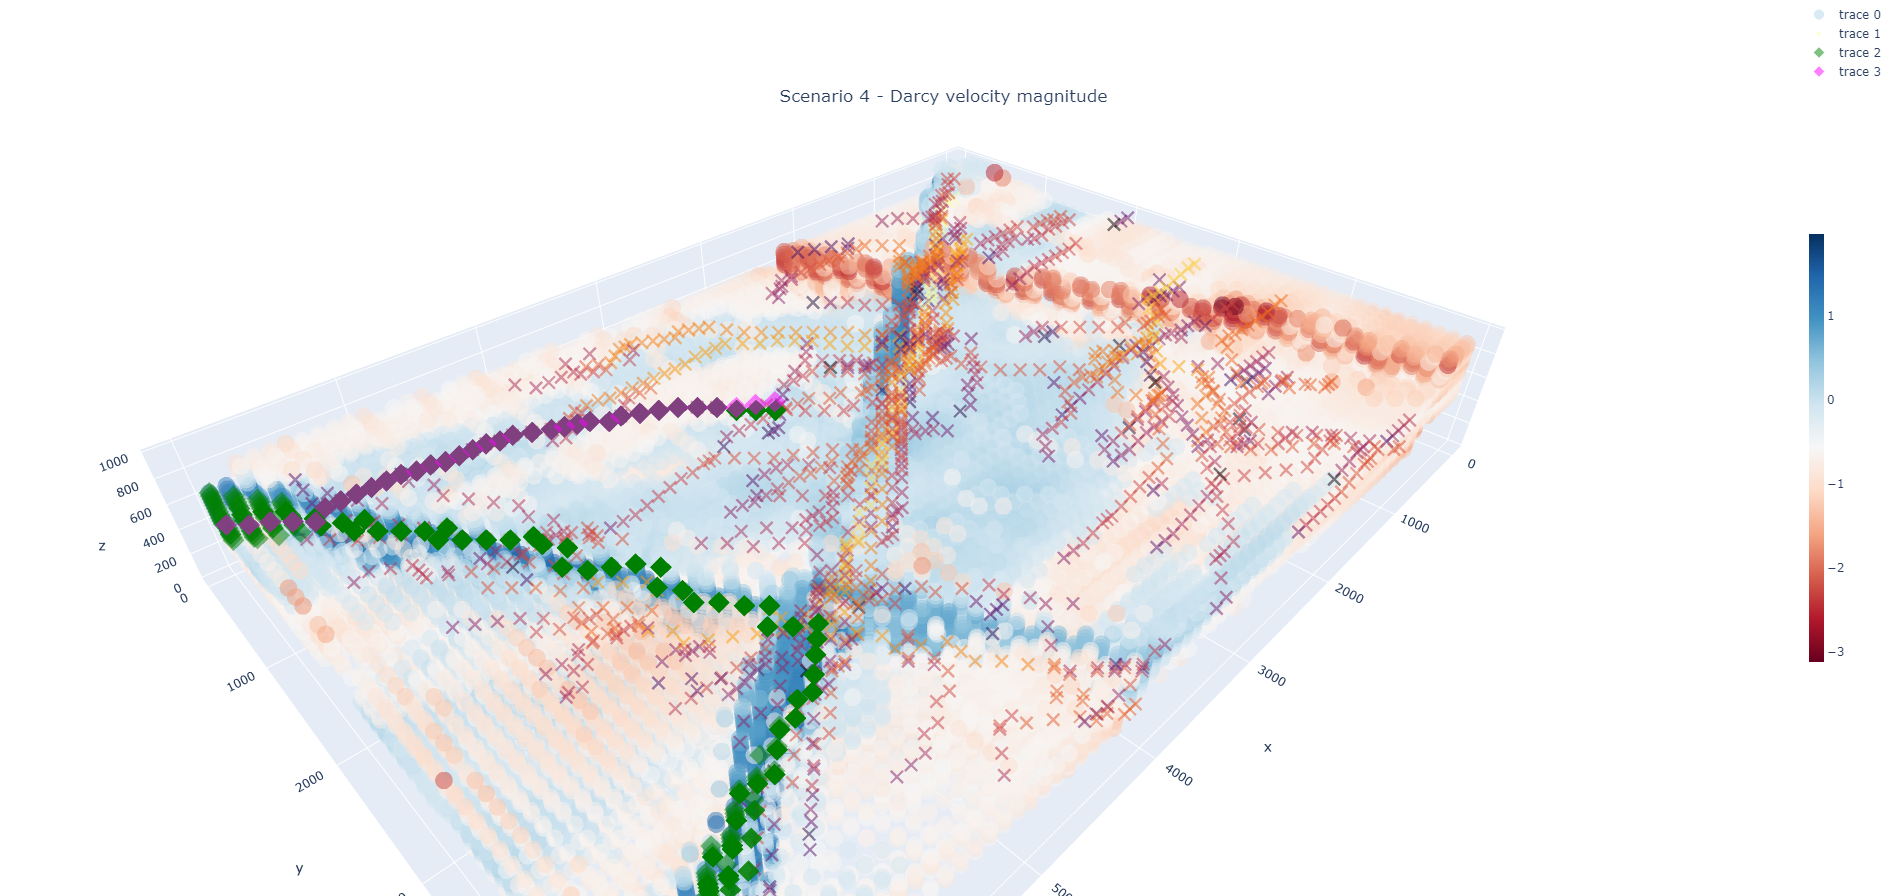 trace 0
trace 1
trace 2
trace 3
Scenario 4 - Darcy velocity magnitude
1000
800
600
400
200
0
z
0
1000
2000
y
0
1000
2000
3000
4000
x
1
0
−1
−2
−3